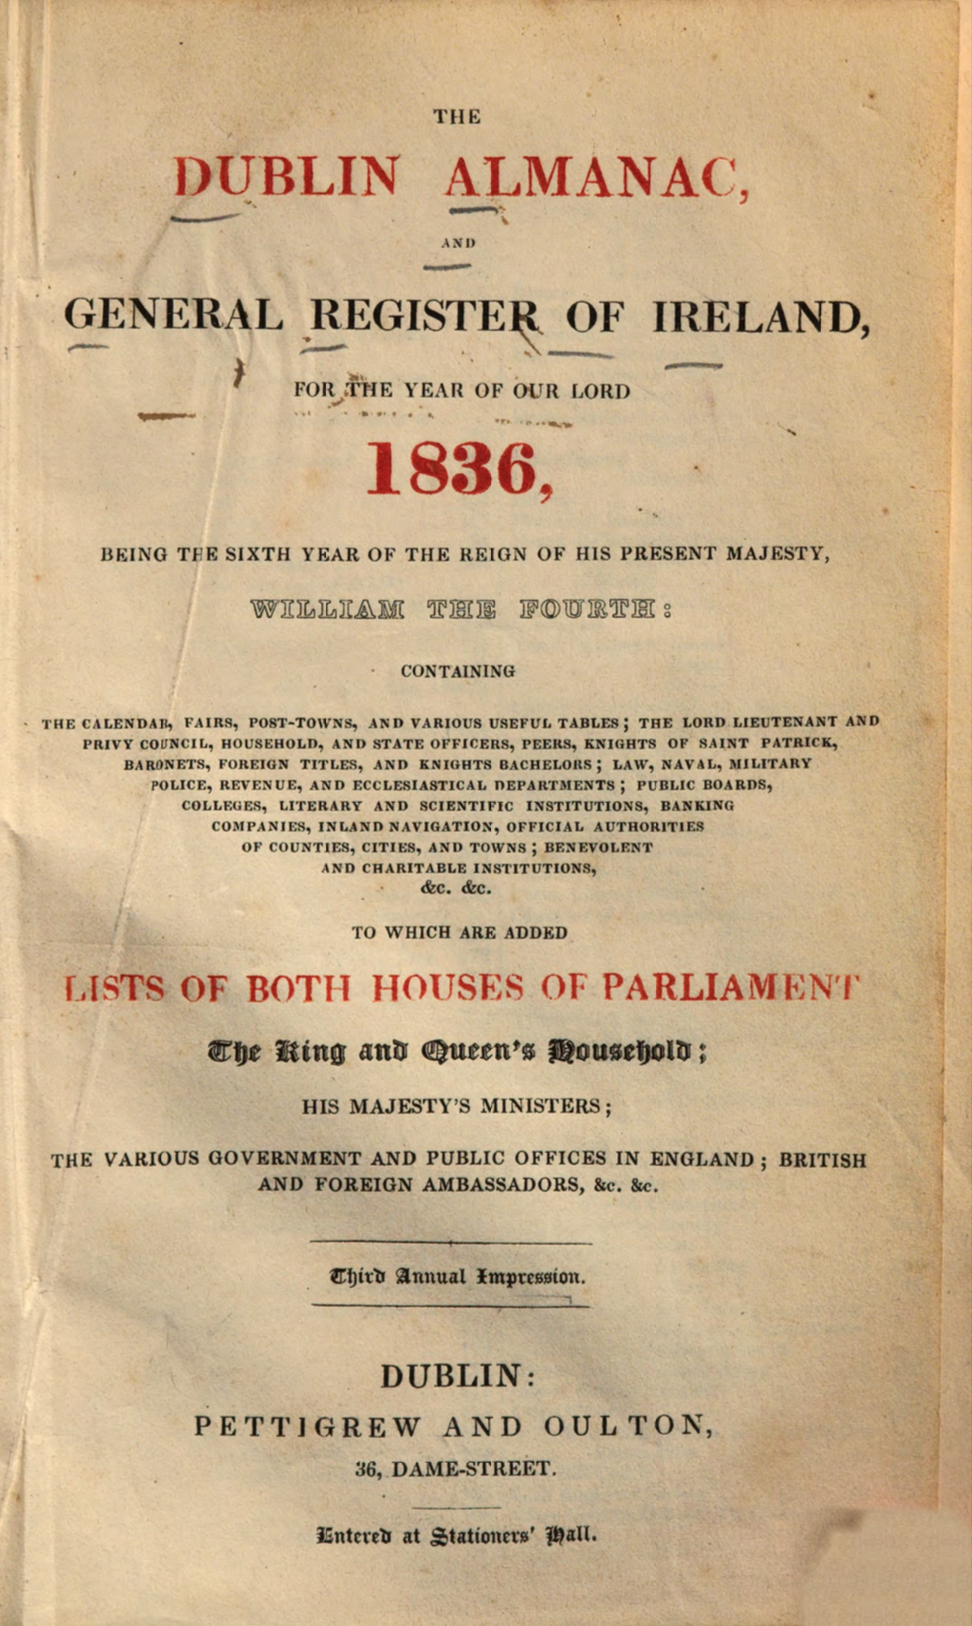 THE
DUBLIN ALMANAC,
AND
GENERAL REGISTER OF IRELAND,
FOR THE YEAR OF OUR LORD
1836,
BEING THE SIXTH YEAR OF THE REIGN OF HIS PRESENT MAJESTY,
WILLIAM THE FOURTH:
CONTAINING
THE CALENDAR, FAIRS, POST-TOWNS, AND VARIOUS USEFUL TABLES; THE LORD LIEUTENANT AND
PRIVY COUNCIL, HOUSEHOLD, AND STATE OFFICERS, PEERS, KNIGHTS OF SAINT PATRICK,
BARONETS, FOREIGN TITLES, AND KNIGHTS BACHELORS; LAW, NAVAL, MILITARY
POLICE, REVENUE, AND ECCLESIASTICAL DEPARTMENTS; PUBLIC BOARDS,
COLLEGES, LITERARY AND SCIENTIFIC INSTITUTIONS, BANKING
COMPANIES, INLAND NAVIGATION, OFFICIAL AUTHORITIES
OF COUNTIES, CITIES, AND TOWNS; BENEVOLENT
AND CHARITABLE INSTITUTIONS,
&c. &c.
TO WHICH ARE ADDED
LISTS OF BOTH HOUSES OF PARLIAMENT
The King and Queen's Household;
HIS MAJESTY'S MINISTERS;
THE VARIOUS GOVERNMENT AND PUBLIC OFFICES IN ENGLAND; BRITISH
AND FOREIGN AMBASSADORS, &c. &c.
Third Annual Impression.
DUBLIN:
PETTIGREW AND OULTON,
36, DAME-STREET.
Entered at Stationers' Hall.